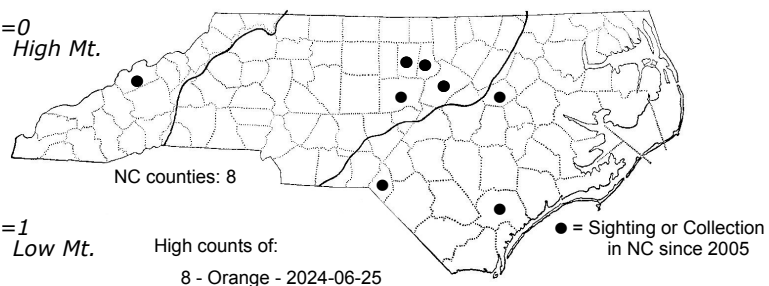 =0
High Mt.
NC counties: 8
=1
Low Mt.
High counts of:
8 - Orange - 2024-06-25
● = Sighting or Collection
in NC since 2005